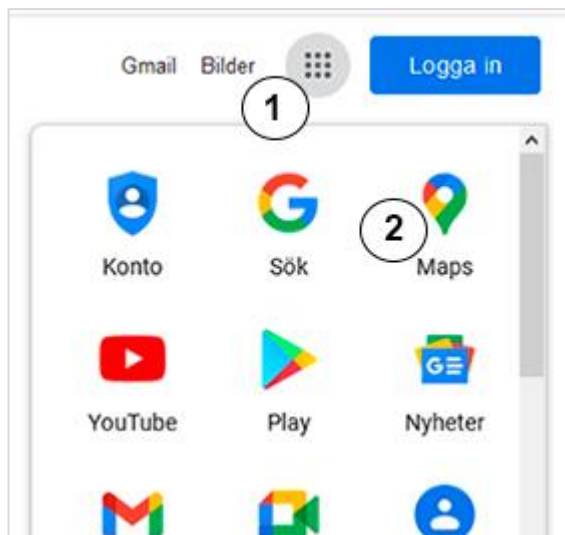 Gmail Bilder Logga in
1
2
Konto Sök Maps
G
YouTube Play Nyheter